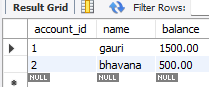 Result Grid Filter Rows:
account_id name balance
1 gauri 1500.00
2 bhavana 500.00
NULL NULL NULL